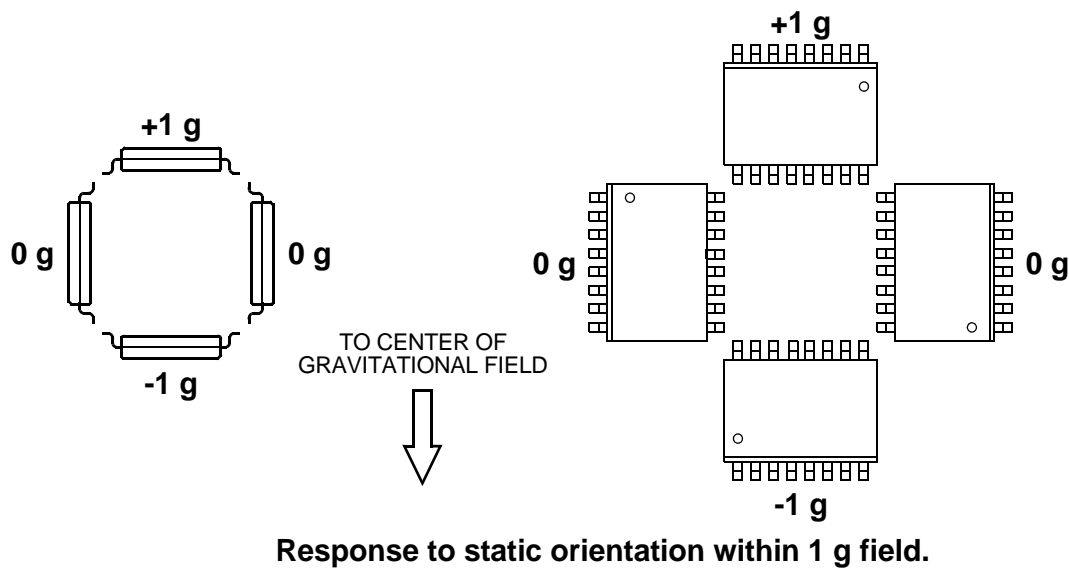 +1 g
0 g
0 g
-1 g
TO CENTER OF
GRAVITATIONAL FIELD
+1 g
0 g
0 g
-1 g
Response to static orientation within 1 g field.